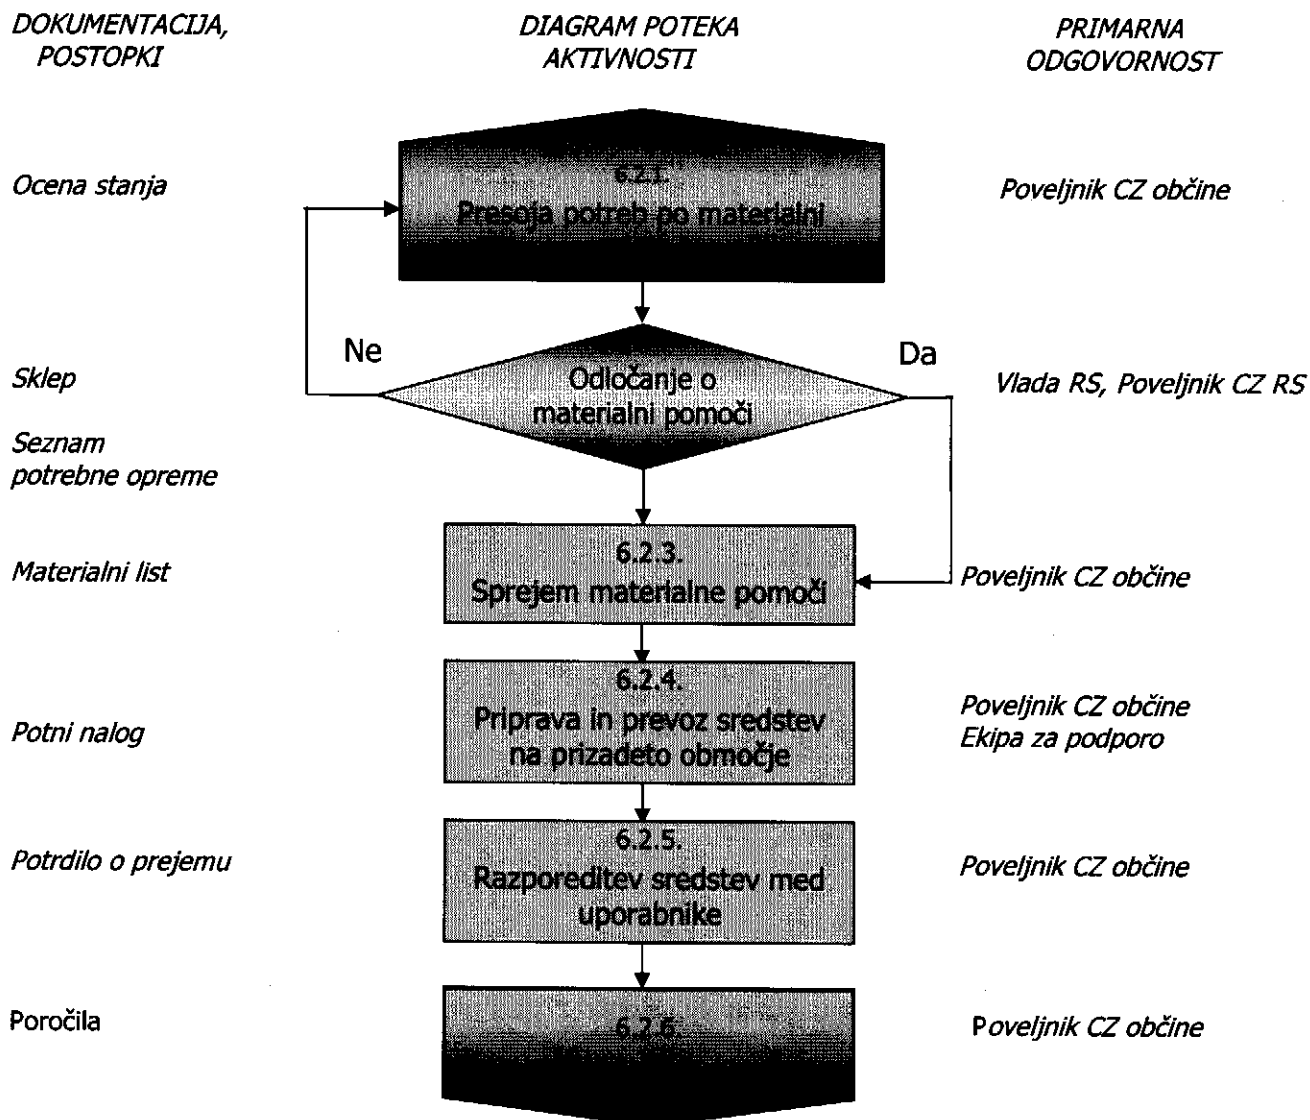 DOKUMENTACIJA,
POSTOPKI
DIAGRAM POTEKA
AKTIVNOSTI
PRIMARNA
ODGOVORNOST
Ocena stanja
6.2.1.
Presoja potreb po materialni
Poveljnik CZ občine
Ne
Da
Sklep
Odločanje o
materialni pomoči
Vlada RS, Poveljnik CZ RS
Seznam
potrebne opreme
Materialni list
6.2.3.
Sprejem materialne pomoči
Poveljnik CZ občine
Potni nalog
6.2.4.
Priprava in prevoz sredstev
na prizadeto območje
Poveljnik CZ občine
Ekipa za podporo
Potrdilo o prejemu
6.2.5.
Razporeditev sredstev med
uporabnike
Poveljnik CZ občine
Poročila
6.2.6.
Poveljnik CZ občine